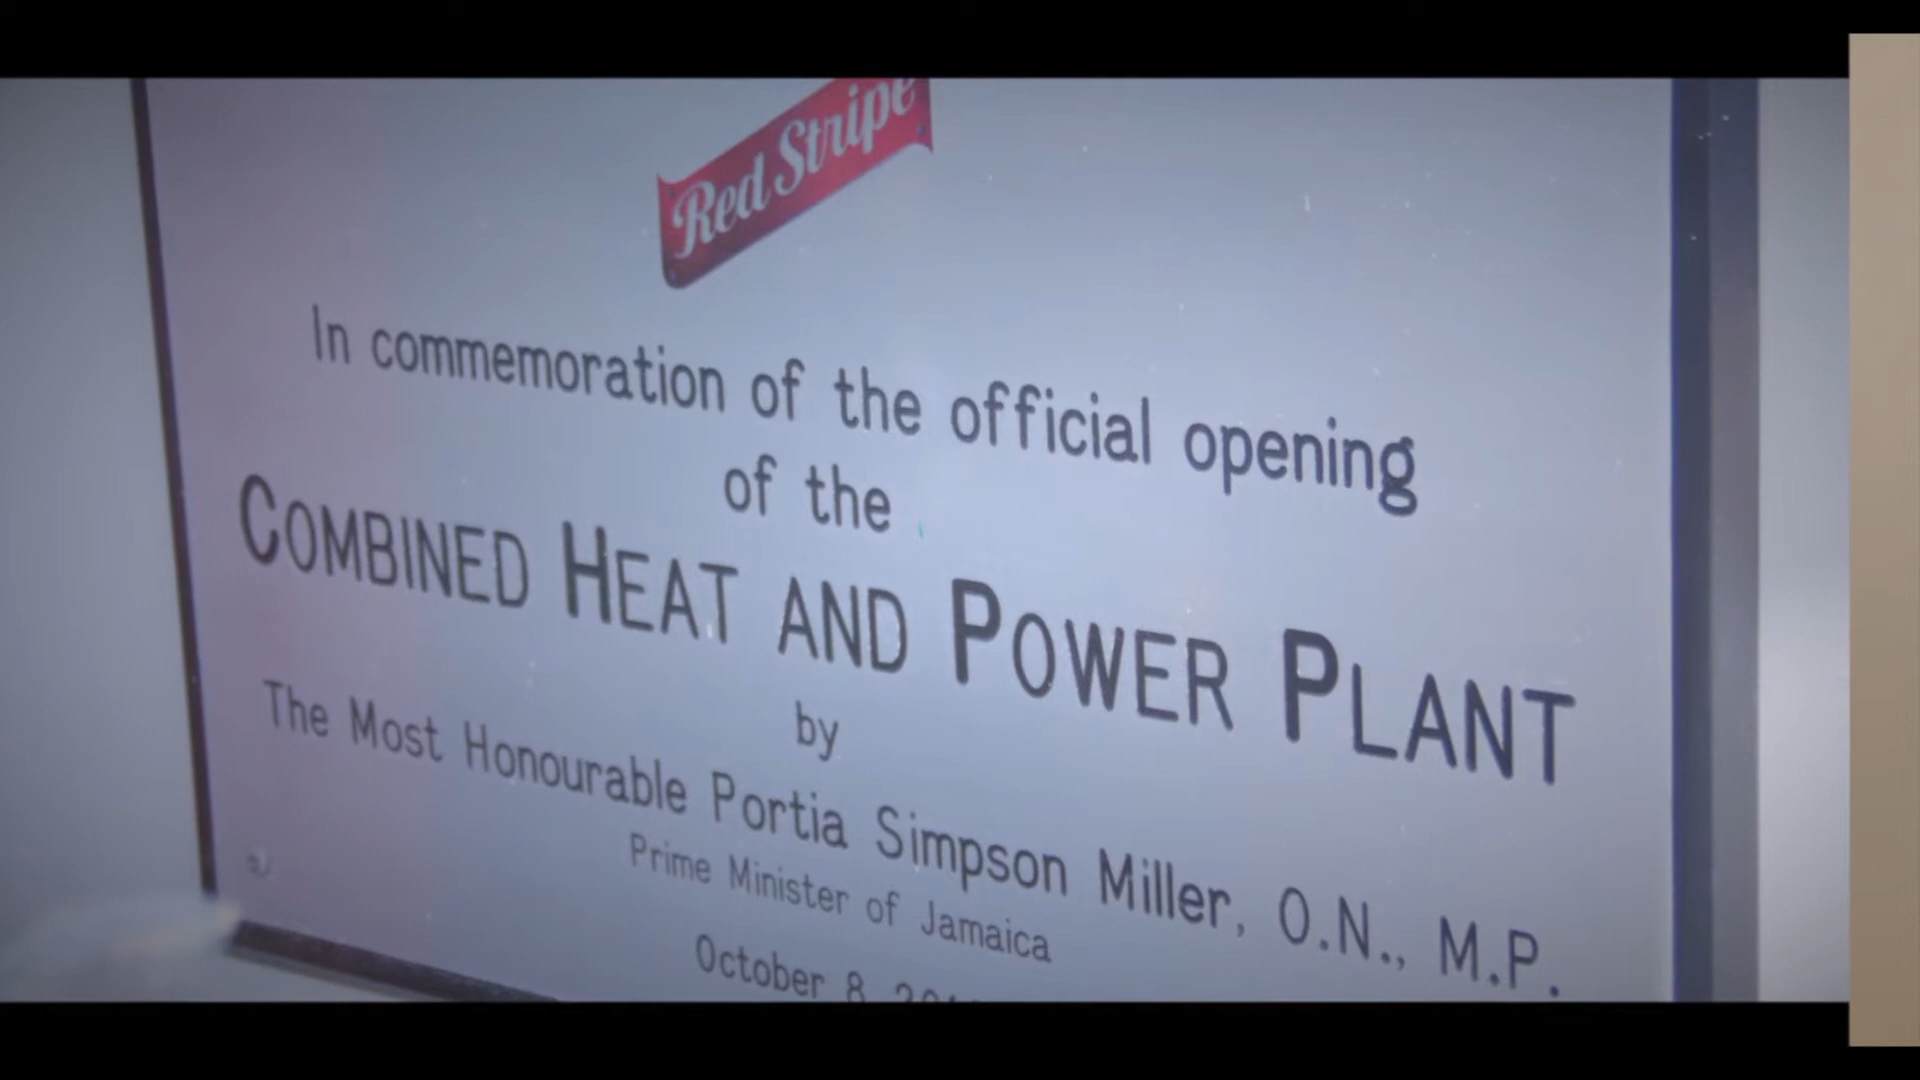 Red Stripe
In commemoration of the official opening
of the
COMBINED HEAT AND POWER PLANT
by
The Most Honourable Portia Simpson Miller, O.N., M.P.
Prime Minister of Jamaica
October 8